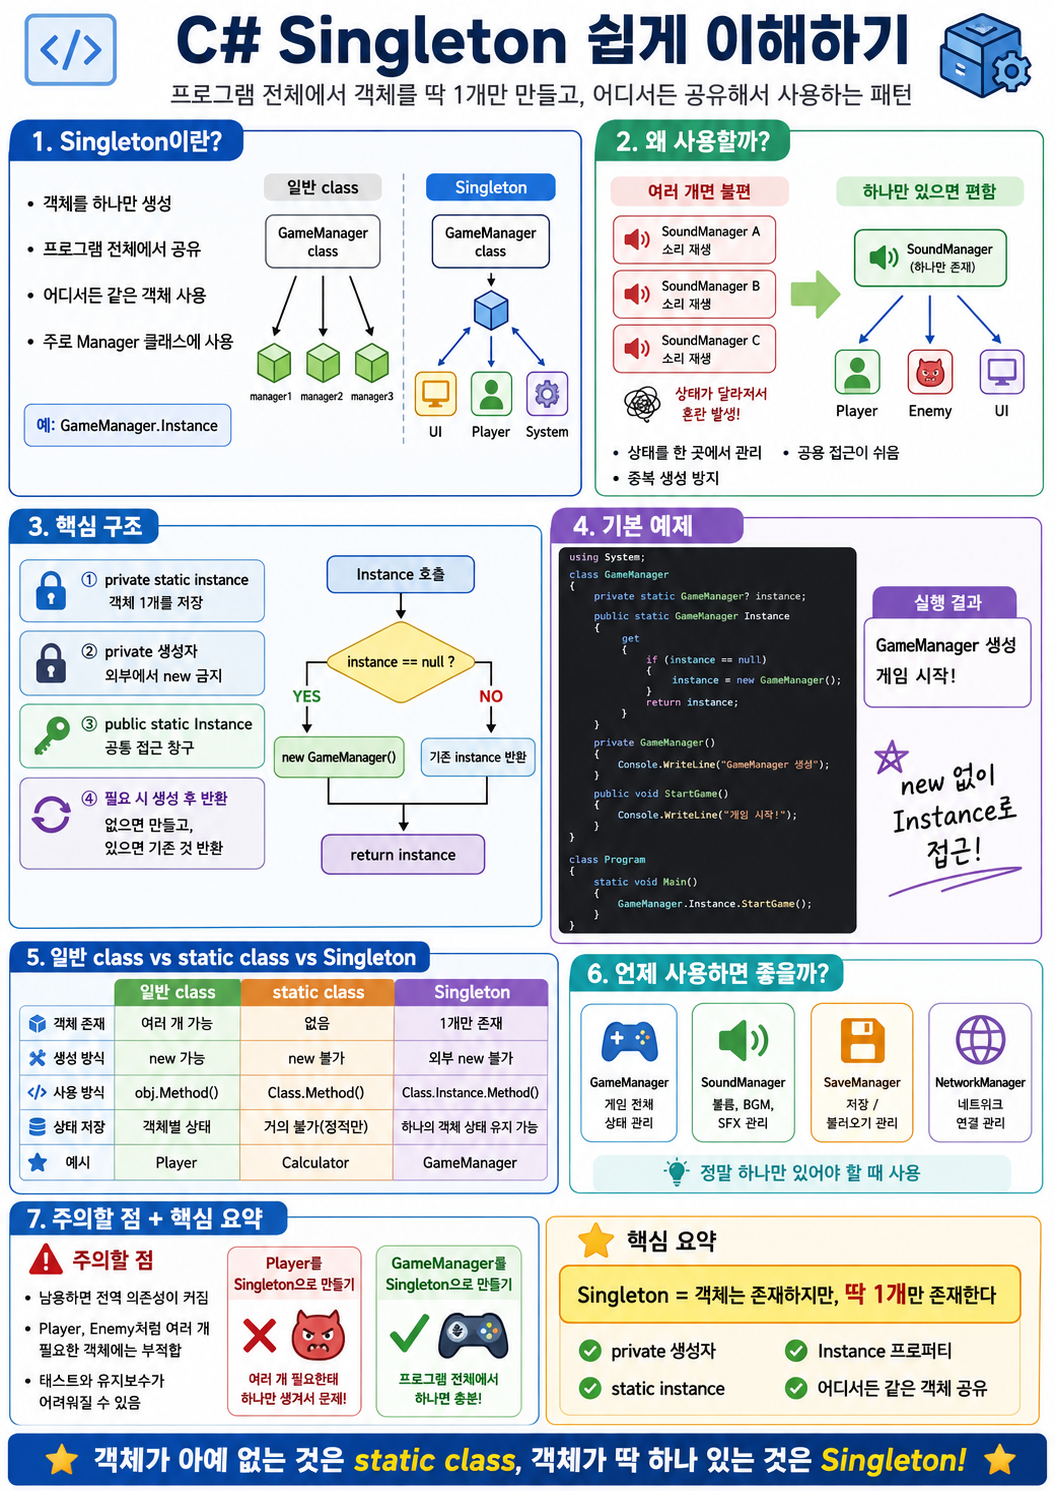 </>
C# Singleton 쉽게 이해하기
프로그램 전체에서 객체를 딱 1개만 만들고, 어디서든 공유해서 사용하는 패턴
1. Singleton이란?
• 객체를 하나만 생성
• 프로그램 전체에서 공유
• 어디서든 같은 객체 사용
• 주로 Manager 클래스에 사용
예: GameManager.Instance
일반 class
GameManager
class
manager1 manager2 manager3
Singleton
GameManager
class
UI Player System
2. 왜 사용할까?
여러 개면 불편
SoundManager A
소리 재생
SoundManager B
소리 재생
SoundManager C
소리 재생
상태가 달라져서
혼란 발생!
하나만 있으면 편함
SoundManager
(하나만 존재)
Player Enemy UI
• 상태를 한 곳에서 관리 • 공용 접근이 쉬움
• 중복 생성 방지
3. 핵심 구조
① private static instance
객체 1개를 저장
② private 생성자
외부에서 new 금지
③ public static Instance
공통 접근 창구
④ 필요 시 생성 후 반환
없으면 만들고,
있으면 기존 것 반환
Instance 호출
instance == null ?
YES NO
new GameManager() 기존 instance 반환
return instance
4. 기본 예제
using System;
class GameManager
{
private static GameManager? instance;
public static GameManager Instance
{
get
{
if (instance == null)
{
instance = new GameManager();
}
return instance;
}
}
private GameManager()
{
Console.WriteLine("GameManager 생성");
}
public void StartGame()
{
Console.WriteLine("게임 시작!");
}
}
class Program
{
static void Main()
{
GameManager.Instance.StartGame();
}
}
실행 결과
GameManager 생성
게임 시작!
new 없이
Instance로
접근!
5. 일반 class vs static class vs Singleton
일반 class static class Singleton
객체 존재 여러 개 가능 없음 1개만 존재
생성 방식 new 가능 new 불가 외부 new 불가
</> 사용 방식 obj.Method() Class.Method() Class.Instance.Method()
상태 저장 객체별 상태 거의 불가(정적만) 하나의 객체 상태 유지 가능
예시 Player Calculator GameManager
6. 언제 사용하면 좋을까?
GameManager
게임 전체
상태 관리
SoundManager
볼륨, BGM,
SFX 관리
SaveManager
저장 /
불러오기 관리
NetworkManager
네트워크
연결 관리
정말 하나만 있어야 할 때 사용
7. 주의할 점 + 핵심 요약
주의할 점
• 남용하면 전역 의존성이 커짐
• Player, Enemy처럼 여러 개
필요한 객체에는 부적합
• 태스트와 유지보수가
어려워질 수 있음
Player를
Singleton으로 만들기
여러 개 필요한태
하나만 생겨서 문제!
GameManager를
Singleton으로 만들기
프로그램 전체에서
하나면 충분!
핵심 요약
Singleton = 객체는 존재하지만, 딱 1개만 존재한다
private 생성자 Instance 프로퍼티
static instance 어디서든 같은 객체 공유
객체가 아예 없는 것은 static class, 객체가 딱 하나 있는 것은 Singleton!